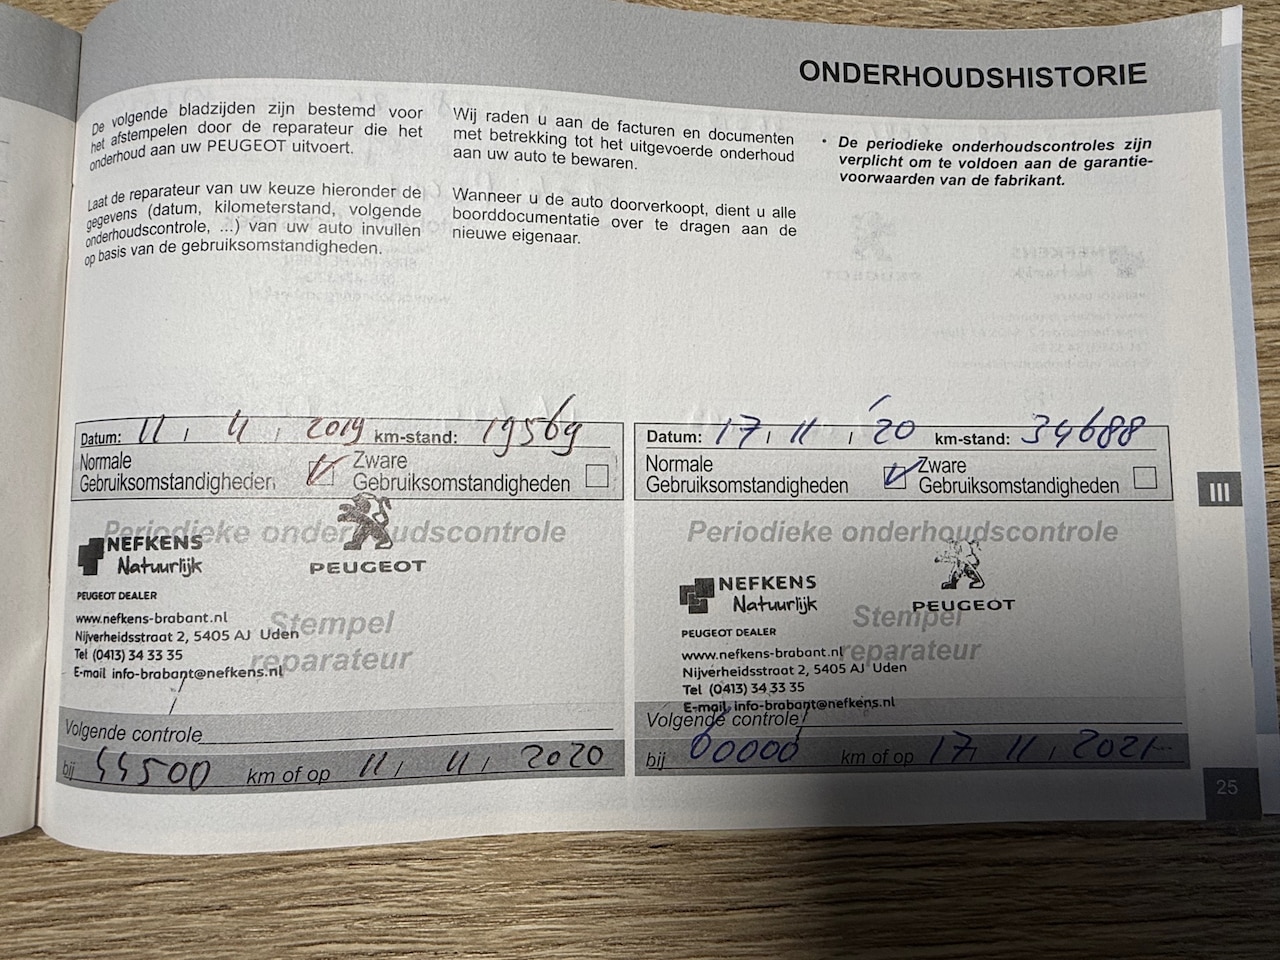 ONDERHOUDSHISTORIE
De volgende bladzijden zijn bestemd voor
het afstempelen door de reparateur die het
onderhoud aan uw PEUGEOT uitvoert.
Laat de reparateur van uw keuze hieronder de
gegevens (datum, kilometerstand, volgende
onderhoudscontrole, ...) van uw auto invullen
op basis van de gebruiksomstandigheden.
Wij raden u aan de facturen en documenten
met betrekking tot het uitgevoerde onderhoud
aan uw auto te bewaren.
Wanneer u de auto doorverkoopt, dient u alle
boorddocumentatie over te dragen aan de
nieuwe eigenaar.
• De periodieke onderhoudscontroles zijn
verplicht om te voldoen aan de garantie-
voorwaarden van de fabrikant.
Datum: 11 / 11 / 2019 km-stand: 19569
Normale
Gebruiksomstandigheden
Zware
Gebruiksomstandigheden
Periodieke onderhoudscontrole
NEFKENS
Natuurlijk
PEUGEOT
PEUGEOT DEALER
www.nefkens-brabant.nl
Nijverheidsstraat 2, 5405 AJ Uden
Tel (0413) 34 33 35
E-mail info-brabant@nefkens.nl
Stempel
reparateur
Volgende controle
bij 44500 km of op 11 / 11 / 2020
Datum: 17 / 11 / '20 km-stand: 34688
Normale
Gebruiksomstandigheden
Zware
Gebruiksomstandigheden
Periodieke onderhoudscontrole
NEFKENS
Natuurlijk
PEUGEOT
PEUGEOT DEALER
www.nefkens-brabant.nl
Nijverheidsstraat 2, 5405 AJ Uden
Tel (0413) 34 33 35
E-mail info-brabant@nefkens.nl
Stempel
reparateur
Volgende controle
bij 60000 km of op 17 / 11 / 2021
III
25